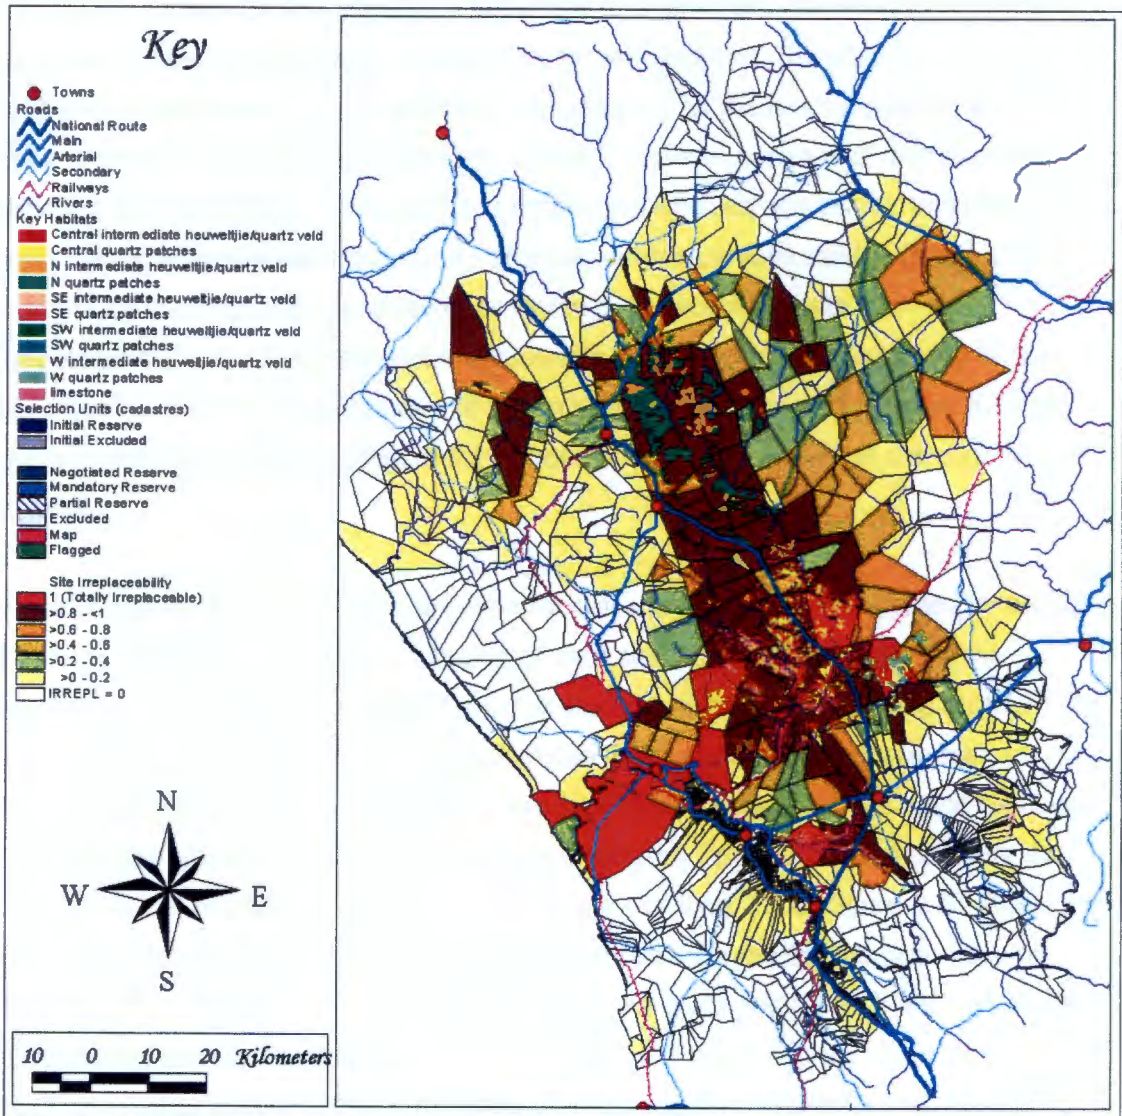 Key
Towns
Roads
National Route
Main
Arterial
Secondary
Railways
Rivers
Key Habitats
Central intermediate heuweltjie/quartz veld
Central quartz patches
N intermediate heuweltjie/quartz veld
N quartz patches
SE intermediate heuweltjie/quartz veld
SE quartz patches
SW intermediate heuweltjie/quartz veld
SW quartz patches
W intermediate heuweltjie/quartz veld
W quartz patches
limestone
Selection Units (cadastres)
Initial Reserve
Initial Excluded
Negotiated Reserve
Mandatory Reserve
Partial Reserve
Excluded
Map
Flagged
Site Irreplaceability
1 (Totally Irreplaceable)
>0.8 - <1
>0.6 - 0.8
>0.4 - 0.6
>0.2 - 0.4
>0 - 0.2
IRREPL = 0
N
W E
S
10 0 10 20 Kilometers